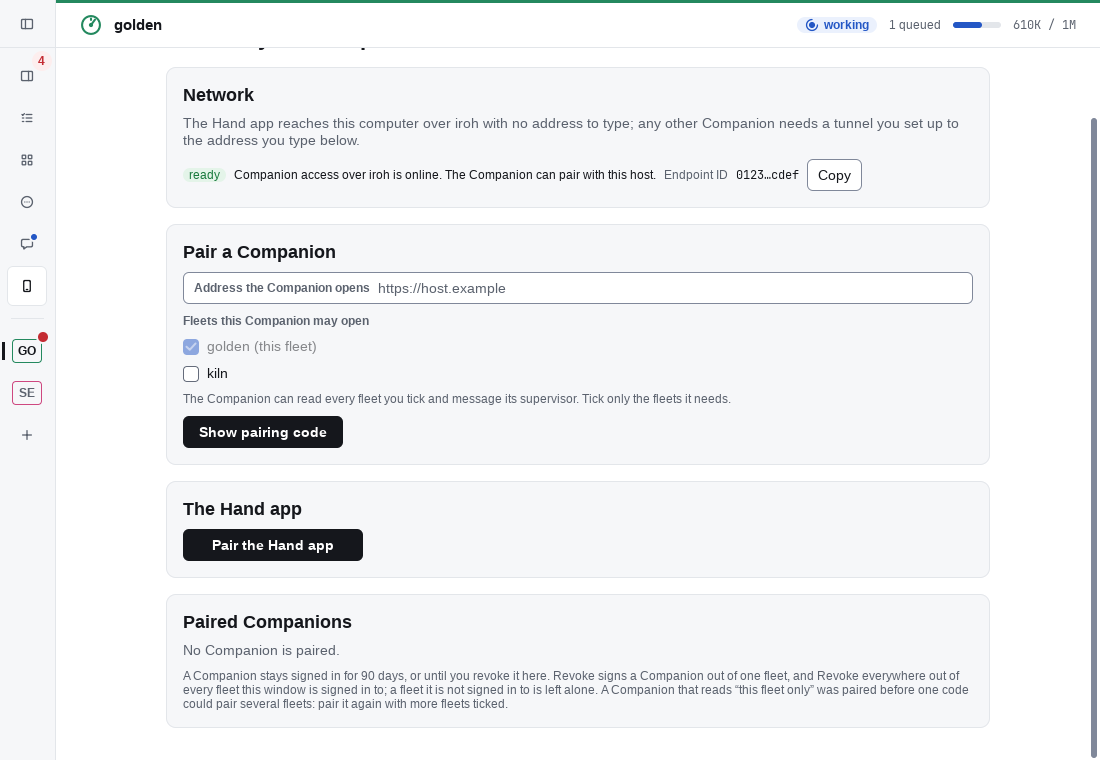 golden
working
1 queued
610K / 1M
4
GO
SE
Network
The Hand app reaches this computer over iroh with no address to type; any other Companion needs a tunnel you set up to
the address you type below.
ready
Companion access over iroh is online. The Companion can pair with this host.
Endpoint ID
0123…cdef
Copy
Pair a Companion
Address the Companion opens
https://host.example
Fleets this Companion may open
golden (this fleet)
kiln
The Companion can read every fleet you tick and message its supervisor. Tick only the fleets it needs.
Show pairing code
The Hand app
Pair the Hand app
Paired Companions
No Companion is paired.
A Companion stays signed in for 90 days, or until you revoke it here. Revoke signs a Companion out of one fleet, and Revoke everywhere out of
every fleet this window is signed in to; a fleet it is not signed in to is left alone. A Companion that reads “this fleet only” was paired before one code
could pair several fleets: pair it again with more fleets ticked.